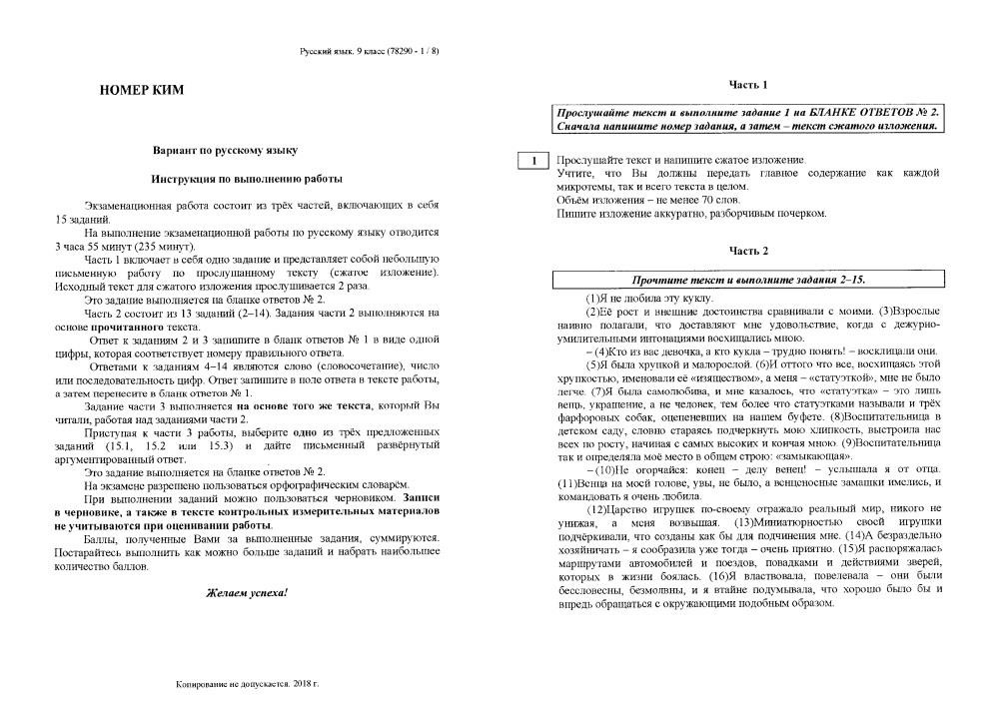 Русский язык. 9 класс (78290 - 1 / 8)
НОМЕР КИМ
Вариант по русскому языку
Инструкция по выполнению работы
Экзаменационная работа состоит из трёх частей, включающих в себя
15 заданий.
На выполнение экзаменационной работы по русскому языку отводится
3 часа 55 минут (235 минут).
Часть 1 включает в себя одно задание и представляет собой небольшую
письменную работу по прослушанному тексту (сжатое изложение).
Исходный текст для сжатого изложения прослушивается 2 раза.
Это задание выполняется на бланке ответов № 2.
Часть 2 состоит из 13 заданий (2–14). Задания части 2 выполняются на
основе прочитанного текста.
Ответ к заданиям 2 и 3 запишите в бланк ответов № 1 в виде одной
цифры, которая соответствует номеру правильного ответа.
Ответами к заданиям 4–14 являются слово (словосочетание), число
или последовательность цифр. Ответ запишите в поле ответа в тексте работы,
а затем перенесите в бланк ответов № 1.
Задание части 3 выполняется на основе того же текста, который Вы
читали, работая над заданиями части 2.
Приступая к части 3 работы, выберите одно из трёх предложенных
заданий (15.1, 15.2 или 15.3) и дайте письменный развёрнутый
аргументированный ответ.
Это задание выполняется на бланке ответов № 2.
На экзамене разрешено пользоваться орфографическим словарём.
При выполнении заданий можно пользоваться черновиком. Записи
в черновике, а также в тексте контрольных измерительных материалов
не учитываются при оценивании работы.
Баллы, полученные Вами за выполненные задания, суммируются.
Постарайтесь выполнить как можно больше заданий и набрать наибольшее
количество баллов.
Желаем успеха!
Копирование не допускается. 2018 г.
Часть 1
Прослушайте текст и выполните задание 1 на БЛАНКЕ ОТВЕТОВ № 2.
Сначала напишите номер задания, а затем – текст сжатого изложения.
1 Прослушайте текст и напишите сжатое изложение.
Учтите, что Вы должны передать главное содержание как каждой
микротемы, так и всего текста в целом.
Объём изложения – не менее 70 слов.
Пишите изложение аккуратно, разборчивым почерком.
Часть 2
Прочтите текст и выполните задания 2–15.
(1)Я не любила эту куклу.
(2)Её рост и внешние достоинства сравнивали с моими. (3)Взрослые
наивно полагали, что доставляют мне удовольствие, когда с дежурно-
умилительными интонациями восхищались мною.
– (4)Кто из вас девочка, а кто кукла – трудно понять! – восклицали они.
(5)Я была хрупкой и малорослой. (6)И оттого что все, восхищаясь этой
хрупкостью, именовали её «изяществом», а меня – «статуэткой», мне не было
легче. (7)Я была самолюбива, и мне казалось, что «статуэтка» – это лишь
вещь, украшение, а не человек, тем более что статуэтками называли и трёх
фарфоровых собак, оцепеневших на нашем буфете. (8)Воспитательница в
детском саду, словно стараясь подчеркнуть мою хлипкость, выстроила нас
всех по росту, начиная с самых высоких и кончая мною. (9)Воспитательница
так и определяла моё место в общем строю: «замыкающая».
– (10)Не огорчайся: конец – делу венец! – услышала я от отца.
(11)Венца на моей голове, увы, не было, а венценосные замашки имелись, и
командовать я очень любила.
(12)Царство игрушек по-своему отражало реальный мир, никого не
унижая, а меня возвышая. (13)Миниатюрностью своей игрушки
подчёркивали, что созданы как бы для подчинения мне. (14)А безраздельно
хозяйничать – я сообразила уже тогда – очень приятно. (15)Я распоряжалась
маршрутами автомобилей и поездов, повадками и действиями зверей,
которых в жизни боялась. (16)Я властвовала, повелевала – они были
бессловесны, безмолвны, и я втайне подумывала, что хорошо было бы и
впредь обращаться с окружающими подобным образом.